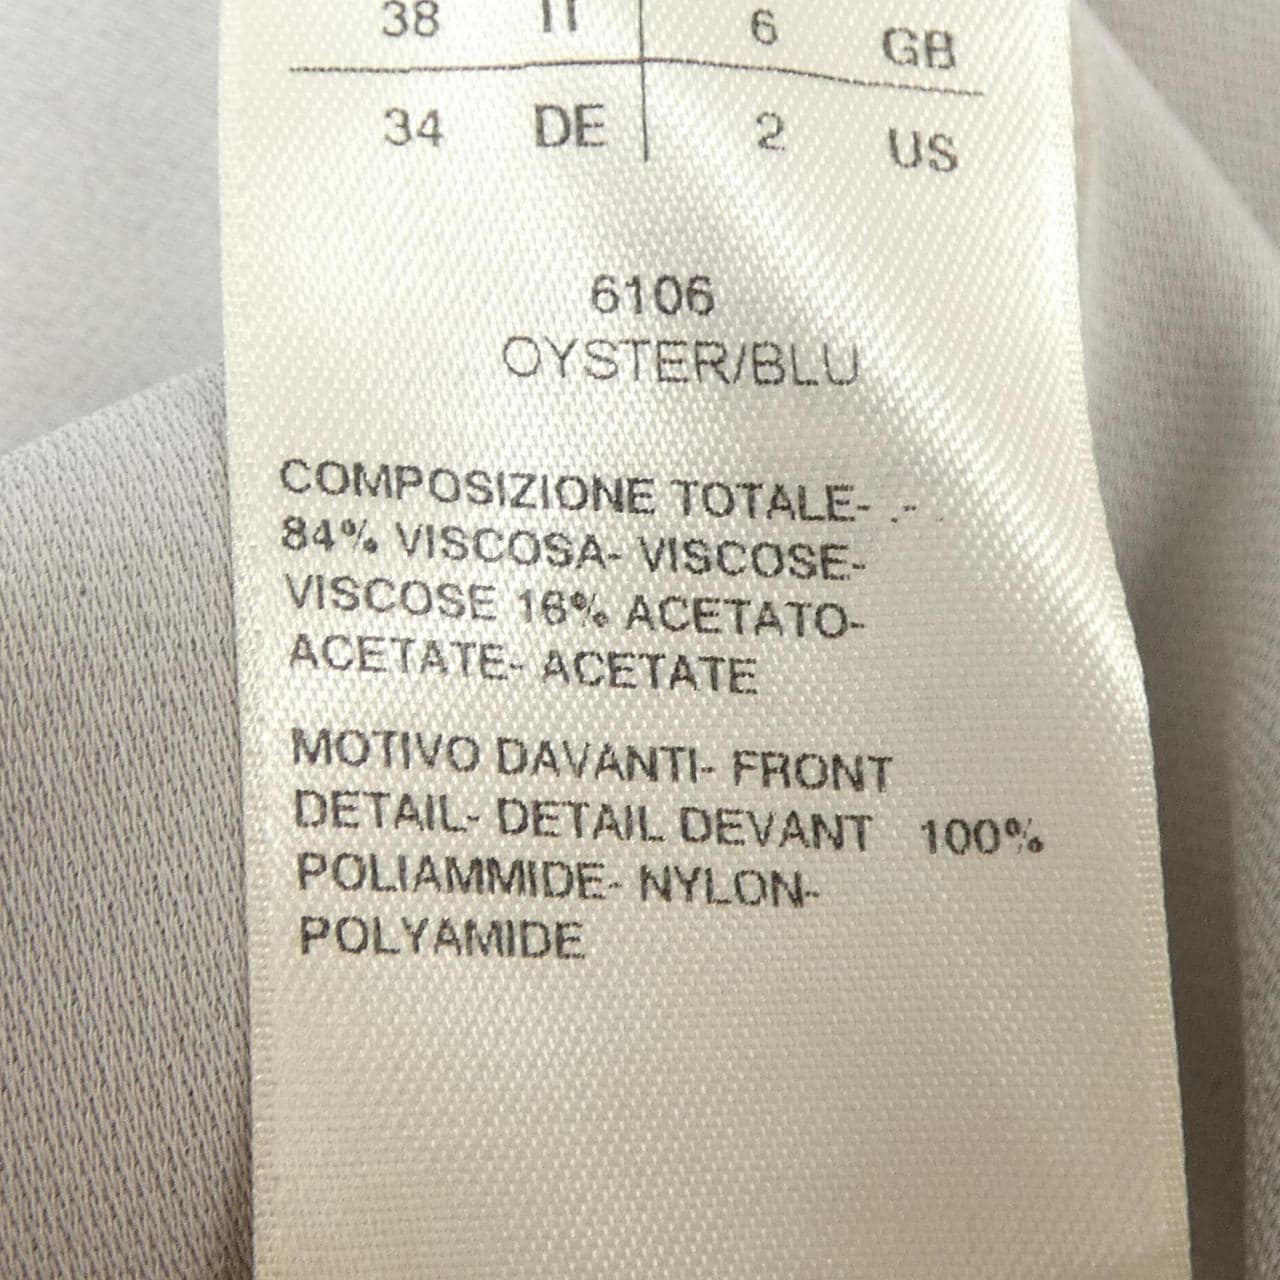 38 IT 6 GB
34 DE 2 US
6106
OYSTER/BLU
COMPOSIZIONE TOTALE- .-
84% VISCOSA- VISCOSE-
VISCOSE 16% ACETATO-
ACETATE- ACETATE
MOTIVO DAVANTI- FRONT
DETAIL- DETAIL DEVANT 100%
POLIAMMIDE- NYLON-
POLYAMIDE